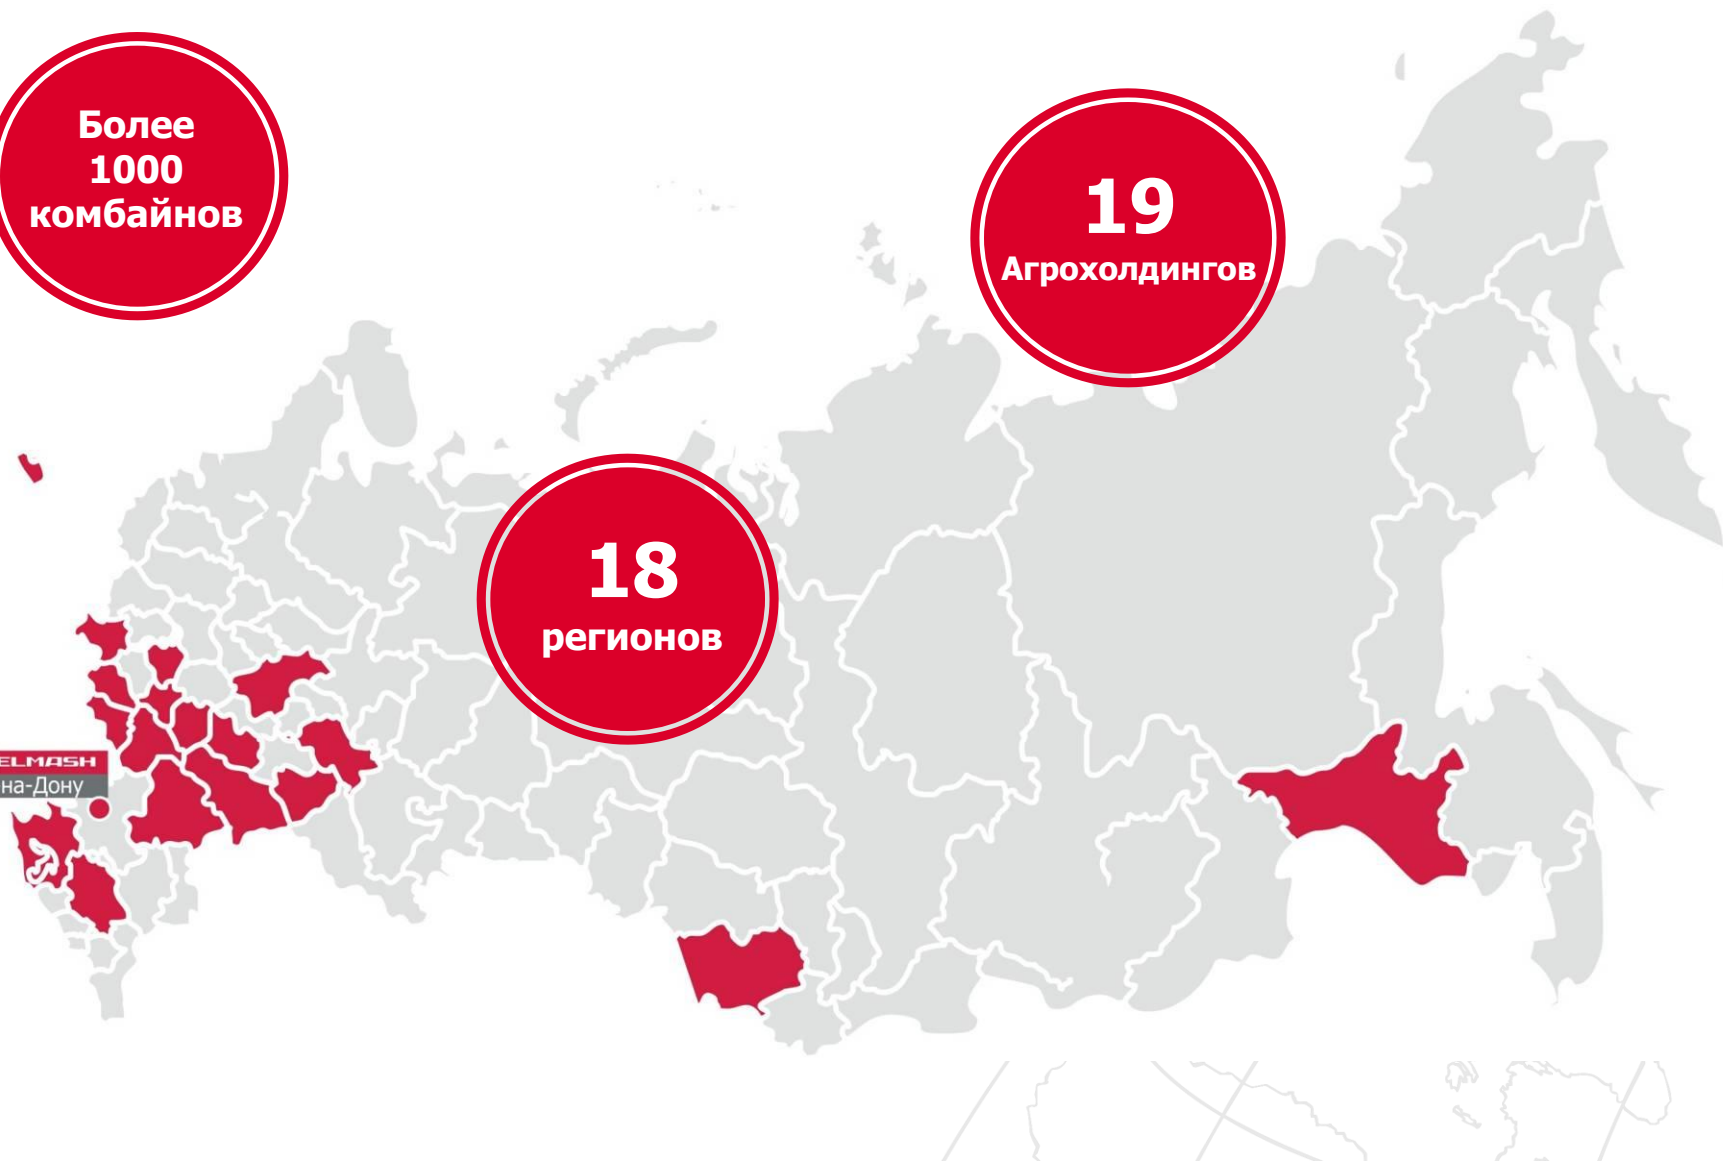 Более
1000
комбайнов
19
Агрохолдингов
18
регионов
ELMASH
на-Дону